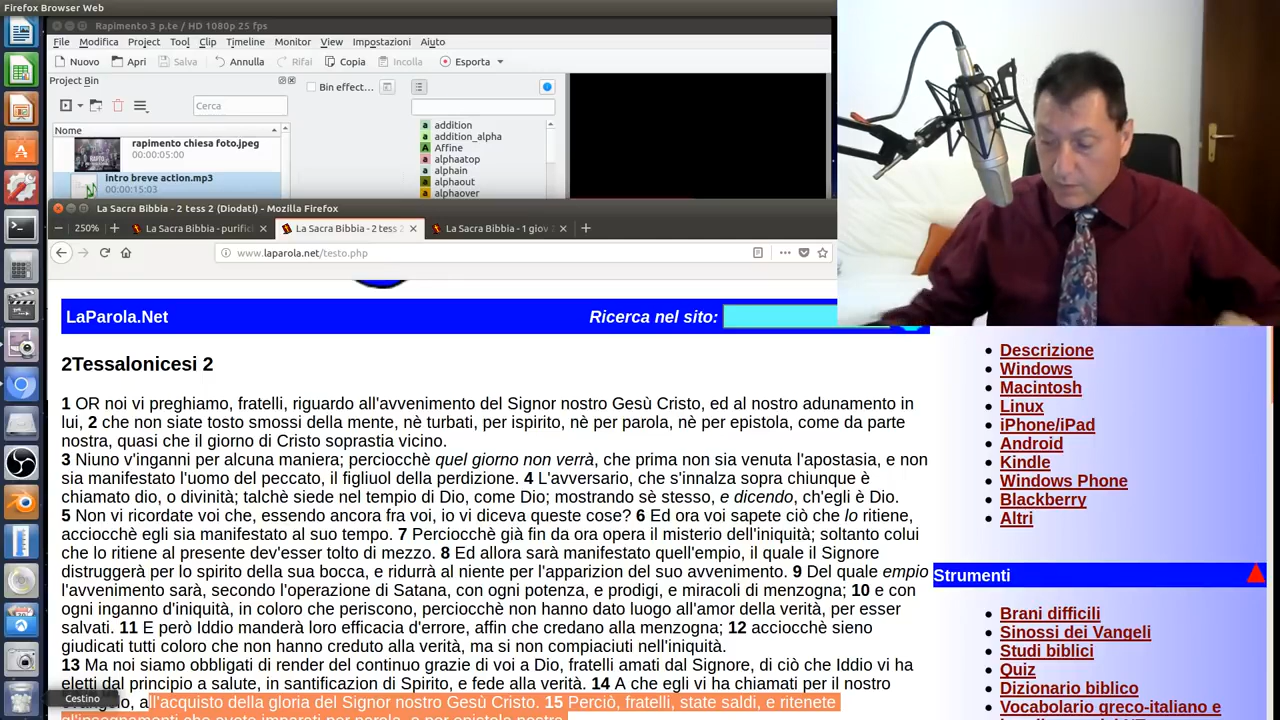 Firefox Browser Web
Rapimento 3 p.te / HD 1080p 25 fps
File Modifica Project Tool Clip Timeline Monitor View Impostazioni Aiuto
Nuovo Apri Salva Annulla Rifai Copia Incolla Esporta
Project Bin
Bin effect...
Cerca
Nome
rapimento chiesa foto.jpeg
00:00:05:00
intro breve action.mp3
00:00:15:03
addition
addition_alpha
Affine
alphaatop
alphain
alphaout
alphaover
La Sacra Bibbia - 2 tess 2 (Diodati) - Mozilla Firefox
250% La Sacra Bibbia - purific La Sacra Bibbia - 2 tess 2 La Sacra Bibbia - 1 giov
www.laparola.net/testo.php
LaParola.Net Ricerca nel sito:
2Tessalonicesi 2
1 OR noi vi preghiamo, fratelli, riguardo all'avvenimento del Signor nostro Gesù Cristo, ed al nostro adunamento in
lui, 2 che non siate tosto smossi della mente, nè turbati, per ispirito, nè per parola, nè per epistola, come da parte
nostra, quasi che il giorno di Cristo soprastia vicino.
3 Niuno v'inganni per alcuna maniera; perciocchè quel giorno non verrà, che prima non sia venuta l'apostasia, e non
sia manifestato l'uomo del peccato, il figliuol della perdizione. 4 L'avversario, che s'innalza sopra chiunque è
chiamato dio, o divinità; talchè siede nel tempio di Dio, come Dio; mostrando sè stesso, e dicendo, ch'egli è Dio.
5 Non vi ricordate voi che, essendo ancora fra voi, io vi diceva queste cose? 6 Ed ora voi sapete ciò che lo ritiene,
acciocchè egli sia manifestato al suo tempo. 7 Perciocchè già fin da ora opera il misterio dell'iniquità; soltanto colui
che lo ritiene al presente dev'esser tolto di mezzo. 8 Ed allora sarà manifestato quell'empio, il quale il Signore
distruggerà per lo spirito della sua bocca, e ridurrà al niente per l'apparizion del suo avvenimento. 9 Del quale empio
l'avvenimento sarà, secondo l'operazione di Satana, con ogni potenza, e prodigi, e miracoli di menzogna; 10 e con
ogni inganno d'iniquità, in coloro che periscono, perciocchè non hanno dato luogo all'amor della verità, per esser
salvati. 11 E però Iddio manderà loro efficacia d'errore, affin che credano alla menzogna; 12 acciocchè sieno
giudicati tutti coloro che non hanno creduto alla verità, ma si son compiaciuti nell'iniquità.
13 Ma noi siamo obbligati di render del continuo grazie di voi a Dio, fratelli amati dal Signore, di ciò che Iddio vi ha
eletti dal principio a salute, in santificazion di Spirito, e fede alla verità. 14 A che egli vi ha chiamati per il nostro
all'acquisto della gloria del Signor nostro Gesù Cristo. 15 Perciò, fratelli, state saldi, e ritenete
gl'insegnamenti che avete imparati per parola, o per epistola nostra.
Cestino
Descrizione
Windows
Macintosh
Linux
iPhone/iPad
Android
Kindle
Windows Phone
Blackberry
Altri
Strumenti
Brani difficili
Sinossi dei Vangeli
Studi biblici
Quiz
Dizionario biblico
Vocabolario greco-italiano e